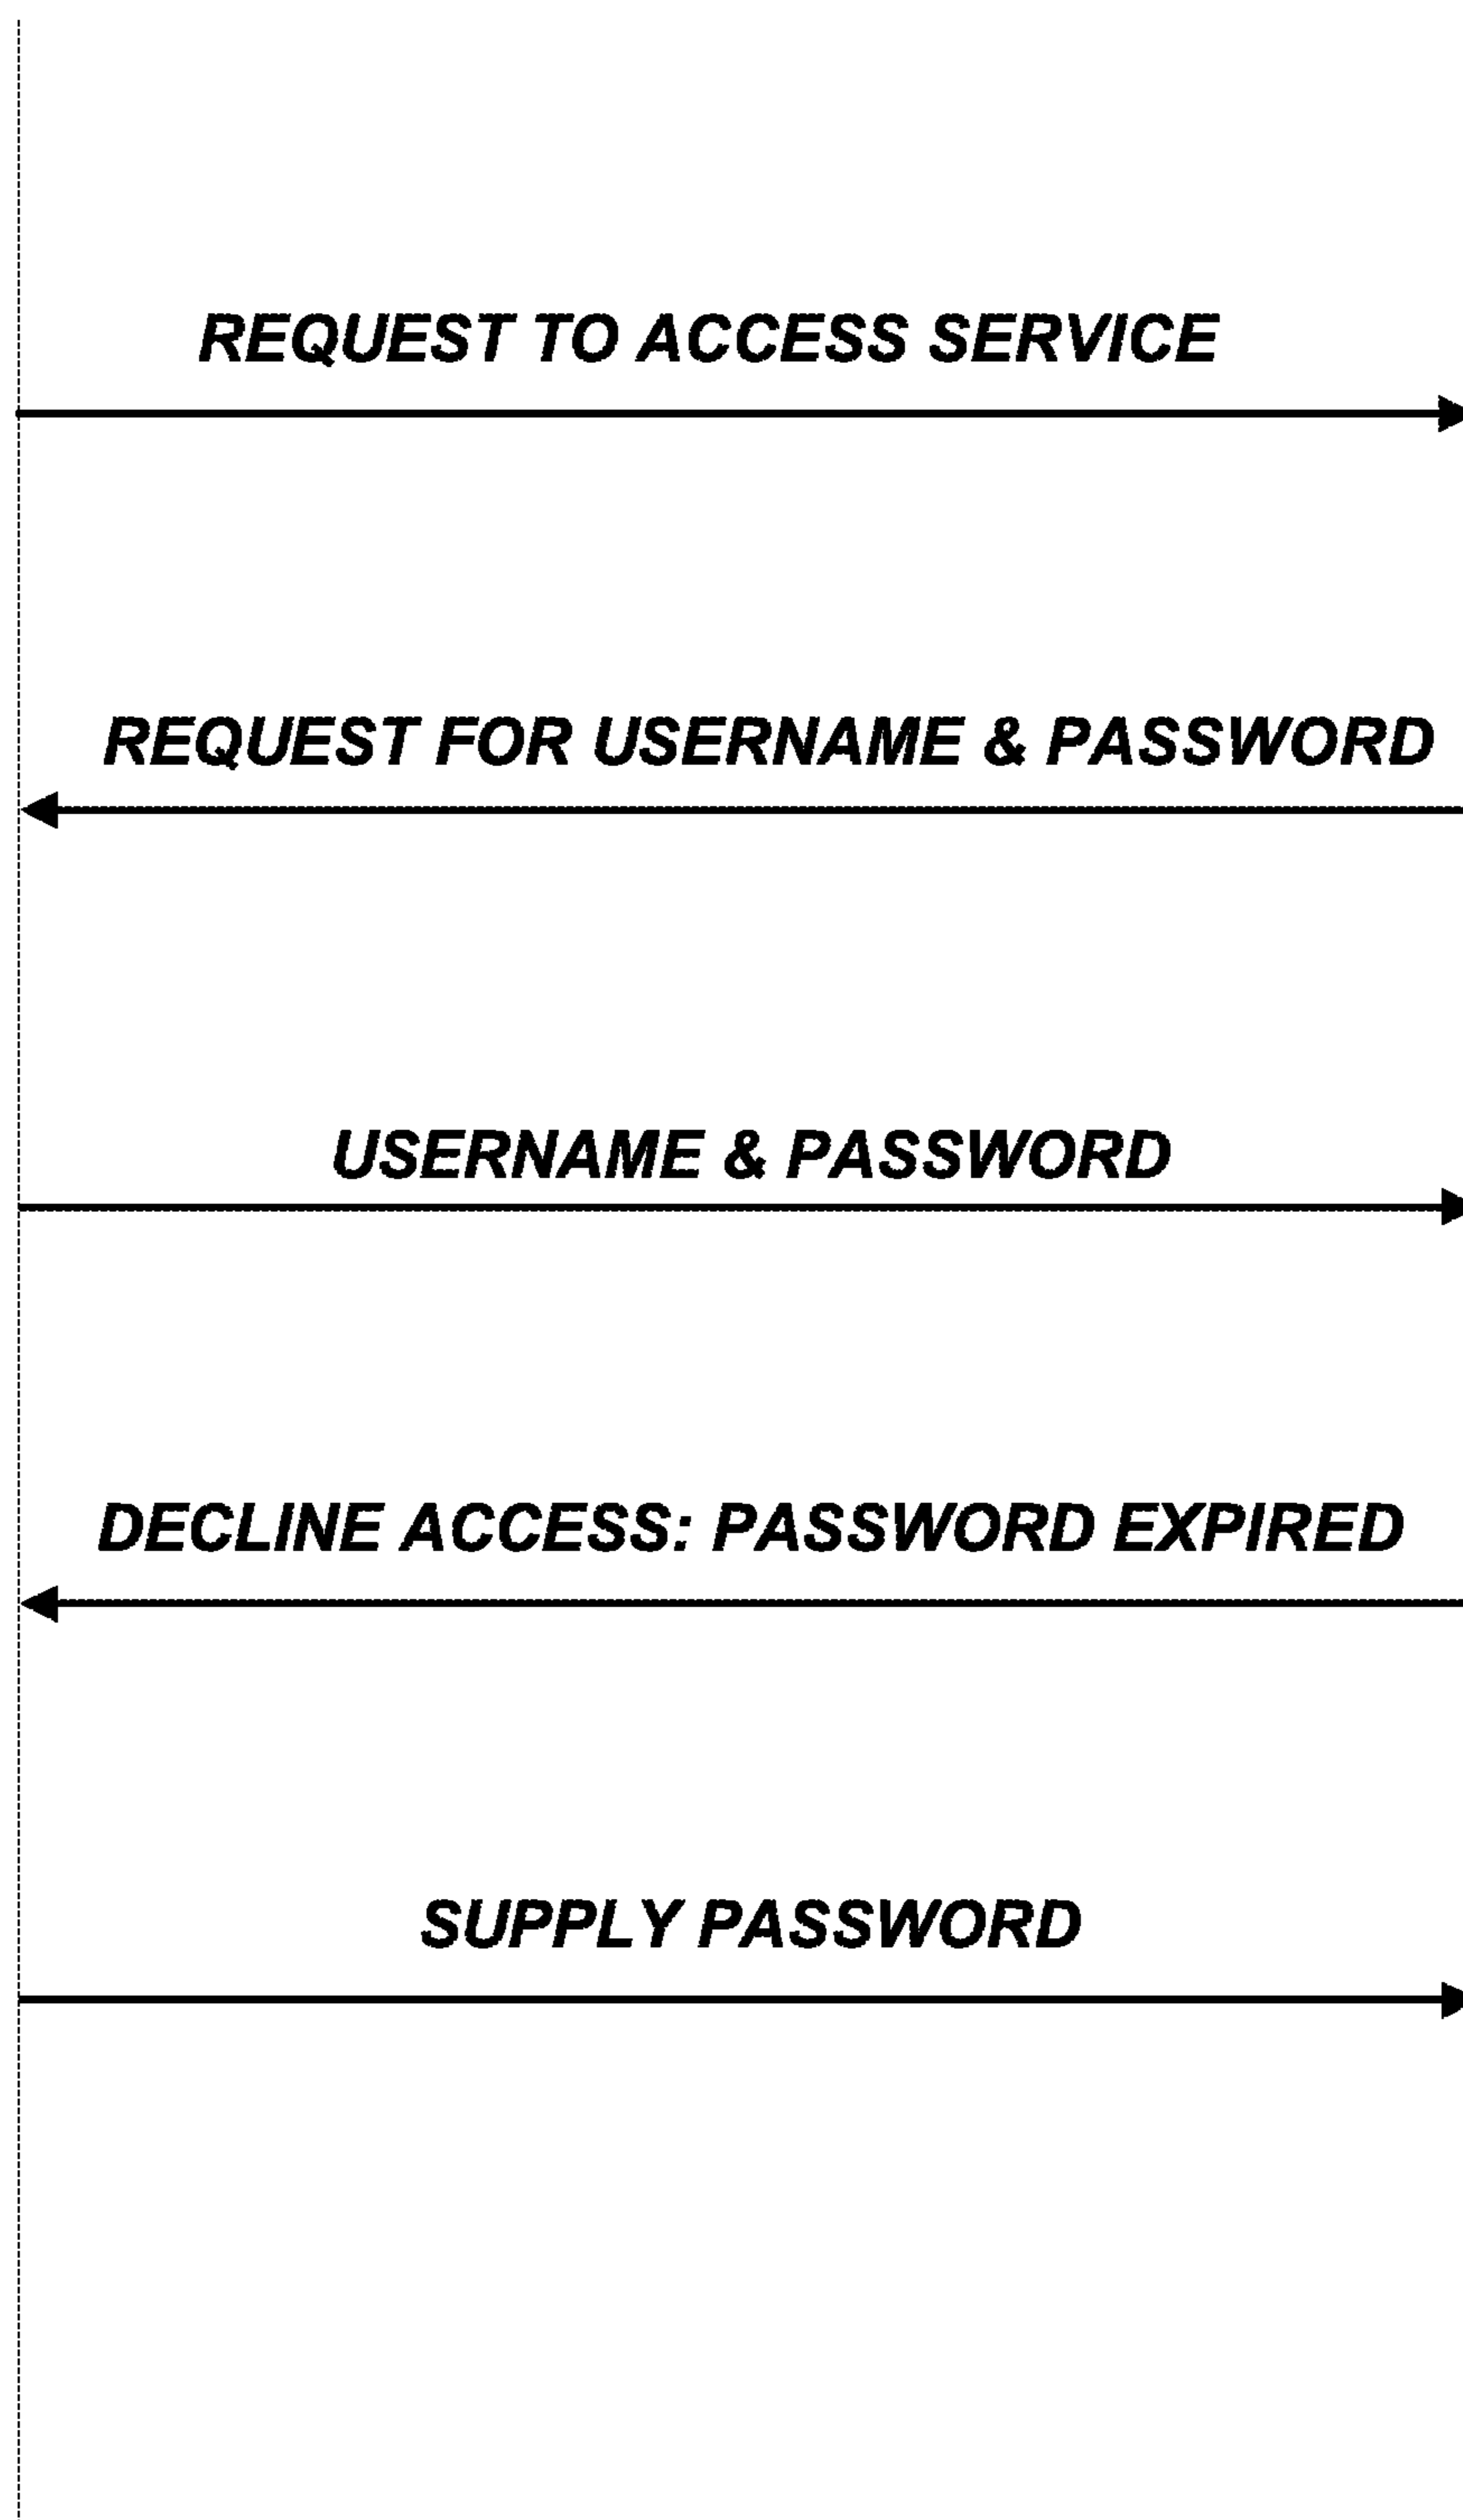 REQUEST TO ACCESS SERVICE
REQUEST FOR USERNAME & PASSWORD
USERNAME & PASSWORD
DECLINE ACCESS: PASSWORD EXPIRED
SUPPLY PASSWORD